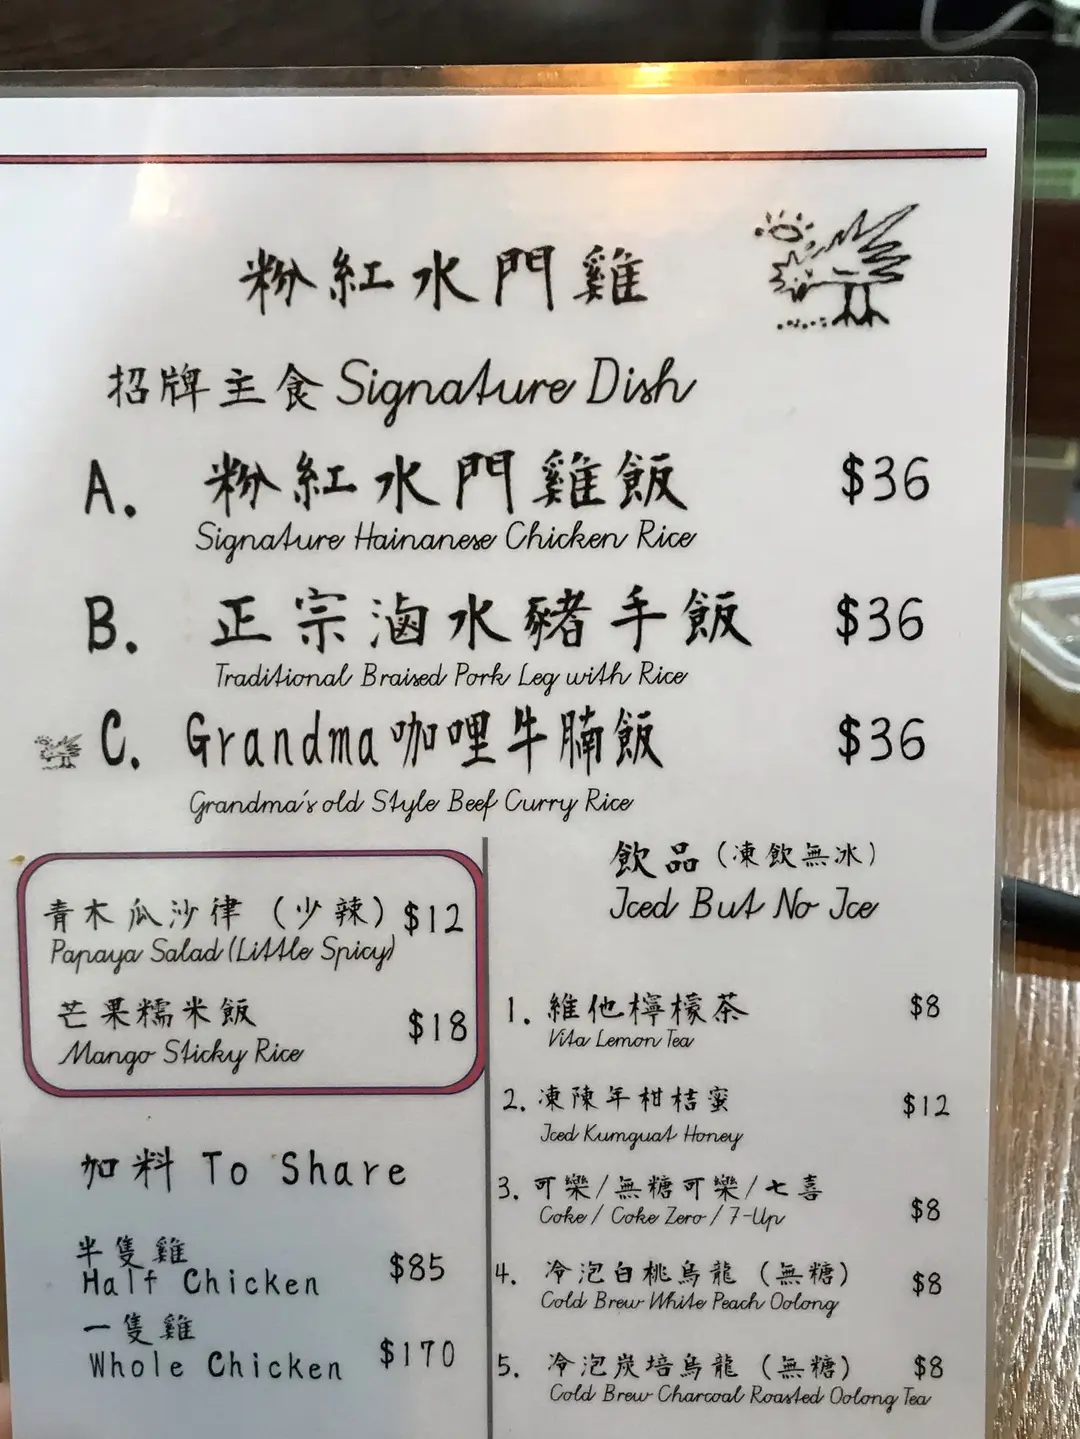 粉紅水門雞
招牌主食 Signature Dish
A. 粉紅水門雞飯 $36
Signature Hainanese Chicken Rice
B. 正宗滷水豬手飯 $36
Traditional Braised Pork Leg with Rice
C. Grandma咖哩牛腩飯 $36
Grandma's old Style Beef Curry Rice
青木瓜沙律（少辣） $12
Papaya Salad (Little Spicy)
芒果糯米飯 $18
Mango Sticky Rice
加料 To Share
半隻雞 $85
Half Chicken
一隻雞 $170
Whole Chicken
飲品（凍飲無冰）
Iced But No Ice
1. 維他檸檬茶 $8
Vita Lemon Tea
2. 凍陳年柑桔蜜 $12
Iced Kumguat Honey
3. 可樂/無糖可樂/七喜 $8
Coke / Coke Zero / 7-Up
4. 冷泡白桃烏龍（無糖） $8
Cold Brew White Peach Oolong
5. 冷泡炭培烏龍（無糖） $8
Cold Brew Charcoal Roasted Oolong Tea